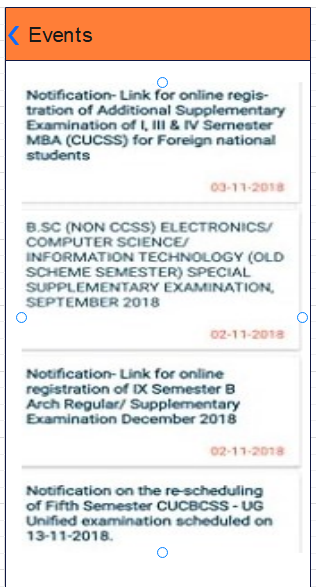 Events
Notification- Link for online regis-
tration of Additional Supplementary
Examination of I, III & IV Semester
MBA (CUCSS) for Foreign national
students
03-11-2018
B.SC (NON CCSS) ELECTRONICS/
COMPUTER SCIENCE/
INFORMATION TECHNOLOGY (OLD
SCHEME SEMESTER) SPECIAL
SUPPLEMENTARY EXAMINATION,
SEPTEMBER 2018
02-11-2018
Notification- Link for online
registration of IX Semester B
Arch Regular/ Supplementary
Examination December 2018
02-11-2018
Notification on the re-scheduling
of Fifth Semester CUCBCSS - UG
Unified examination scheduled on
13-11-2018.